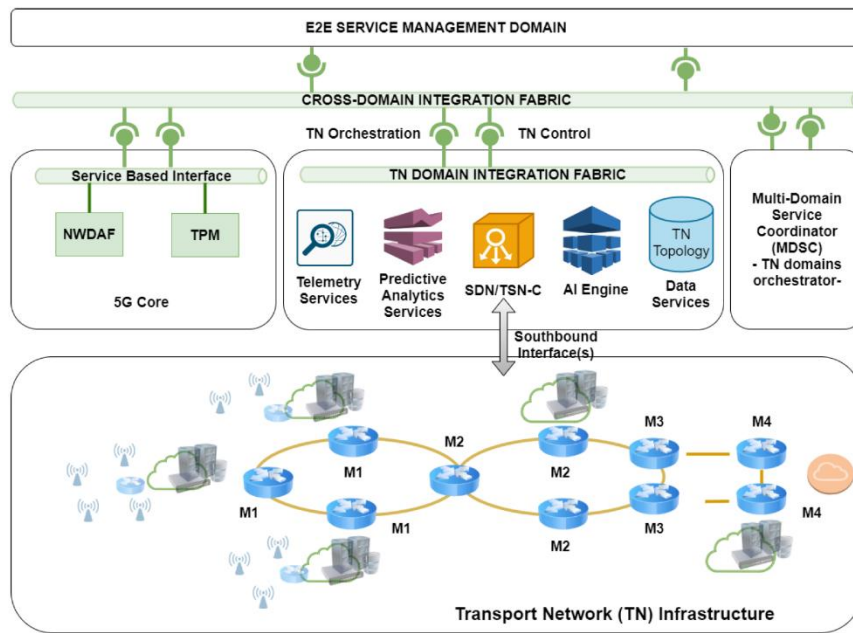 E2E SERVICE MANAGEMENT DOMAIN
CROSS-DOMAIN INTEGRATION FABRIC
TN Orchestration
TN Control
Service Based Interface
NWDAF
TPM
5G Core
TN DOMAIN INTEGRATION FABRIC
Telemetry
Services
Predictive
Analytics
Services
SDN/TSN-C
AI Engine
TN
Topology
Data
Services
Multi-Domain
Service
Coordinator
(MDSC)
- TN domains
orchestrator-
Southbound
Interface(s)
M1
M1
M1
M2
M2
M2
M3
M3
M4
M4
Transport Network (TN) Infrastructure